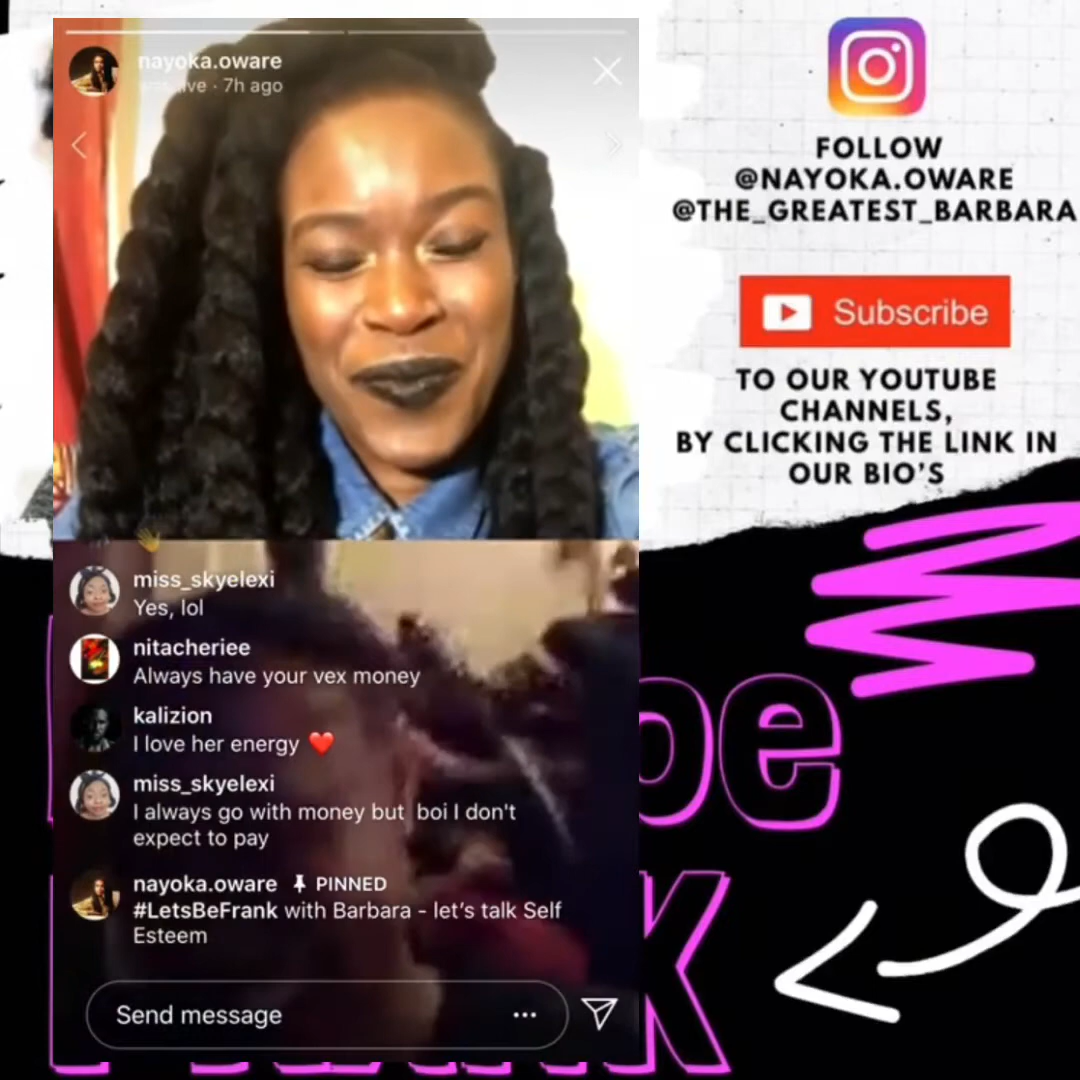 nayoka.oware
live · 7h ago
miss_skyelexi
Yes, lol
nitacheriee
Always have your vex money
kalizion
I love her energy ❤️
miss_skyelexi
I always go with money but boi I don't
expect to pay
nayoka.oware PINNED
#LetsBeFrank with Barbara - let's talk Self
Esteem
Send message
FOLLOW
@NAYOKA.OWARE
@THE_GREATEST_BARBARA
Subscribe
TO OUR YOUTUBE
CHANNELS,
BY CLICKING THE LINK IN
OUR BIO'S
be